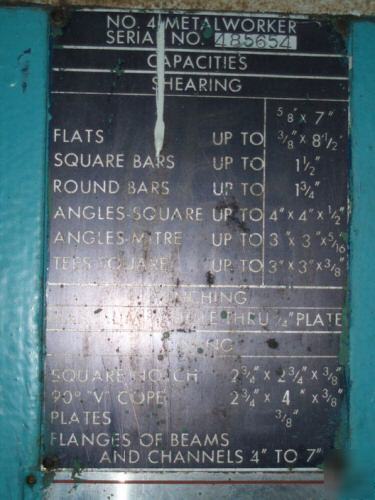 NO. 4 METALWORKER
SERIAL NO. 485654
CAPACITIES
SHEARING
5/8" x 7"
FLATS UP TO 3/8" x 8 1/2"
SQUARE BARS UP TO 1 1/2"
ROUND BARS UP TO 1 3/4"
ANGLES-SQUARE UP TO 4" x 4" x 1/2"
ANGLES-MITRE UP TO 3" x 3" x 5/16"
TEES-SQUARE UP TO 3" x 3" x 3/8"
PUNCHING
THRU PLATE
SQUARE NOTCH 2 3/4" x 2 3/4" x 3/8"
90° "V" COPE 2 3/4" x 4" x 3/8"
PLATES 3/8"
FLANGES OF BEAMS
AND CHANNELS 4" TO 7"